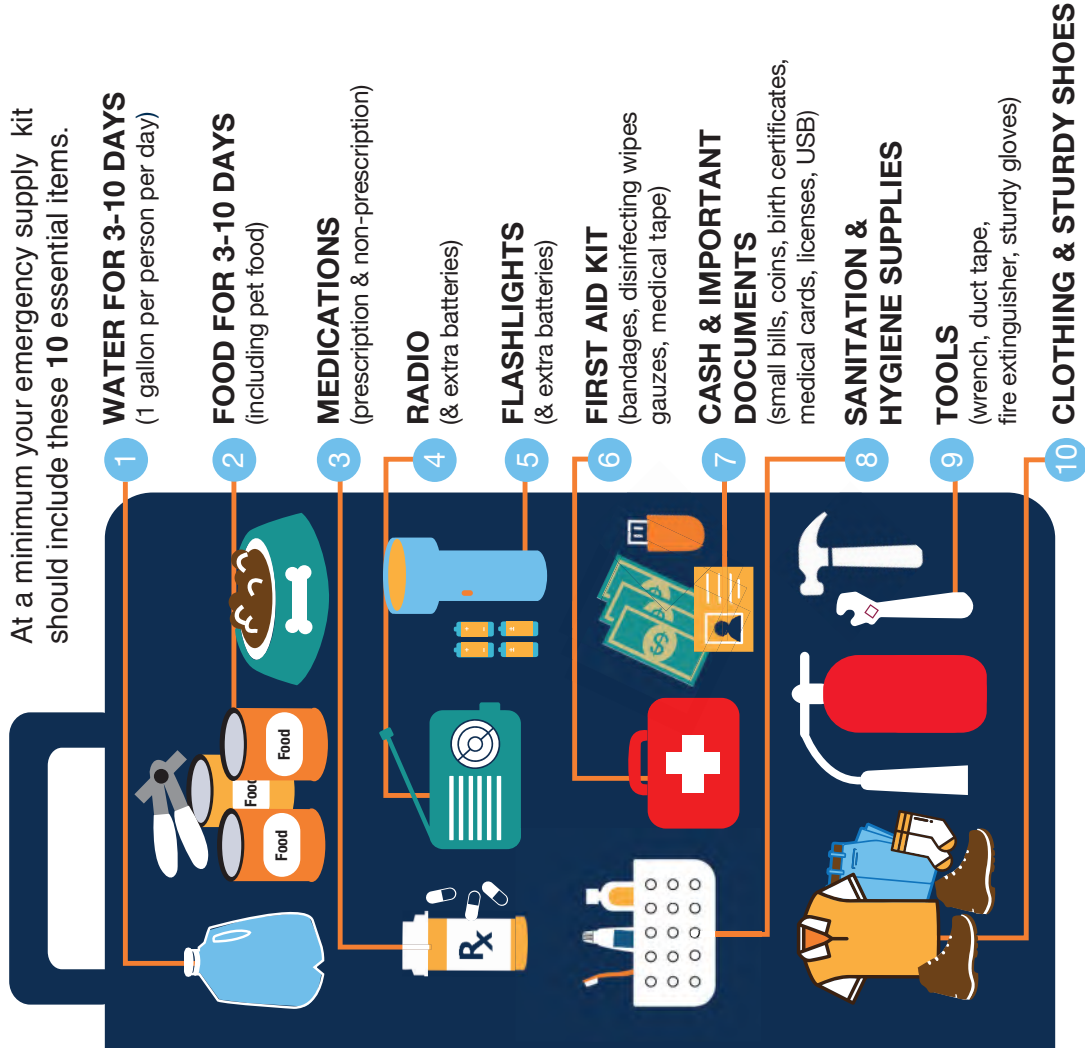 At a minimum your emergency supply kit
should include these 10 essential items.
1
WATER FOR 3-10 DAYS
(1 gallon per person per day)
2
FOOD FOR 3-10 DAYS
(including pet food)
3
MEDICATIONS
(prescription & non-prescription)
4
RADIO
(& extra batteries)
5
FLASHLIGHTS
(& extra batteries)
6
FIRST AID KIT
(bandages, disinfecting wipes
gauzes, medical tape)
7
CASH & IMPORTANT
DOCUMENTS
(small bills, coins, birth certificates,
medical cards, licenses, USB)
8
SANITATION &
HYGIENE SUPPLIES
9
TOOLS
(wrench, duct tape,
fire extinguisher, sturdy gloves)
10
CLOTHING & STURDY SHOES
Food
Food
Food
Rx
$
$
$